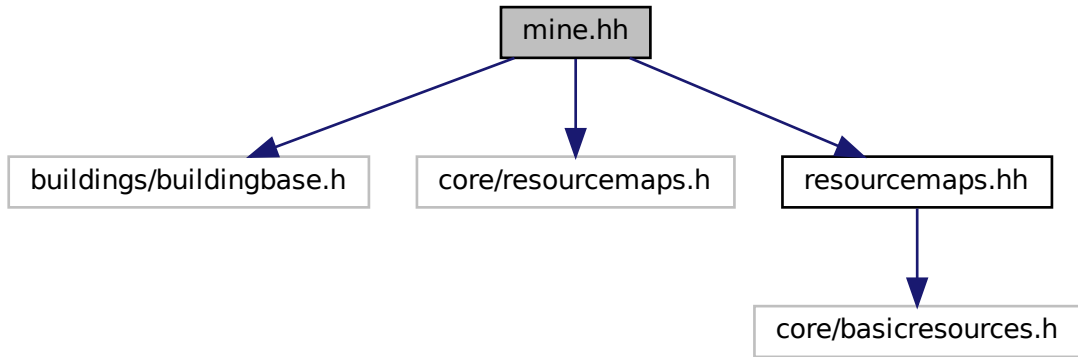 mine.hh
buildings/buildingbase.h
core/resourcemaps.h
resourcemaps.hh
core/basicresources.h